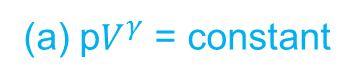 (a) pV^γ = constant